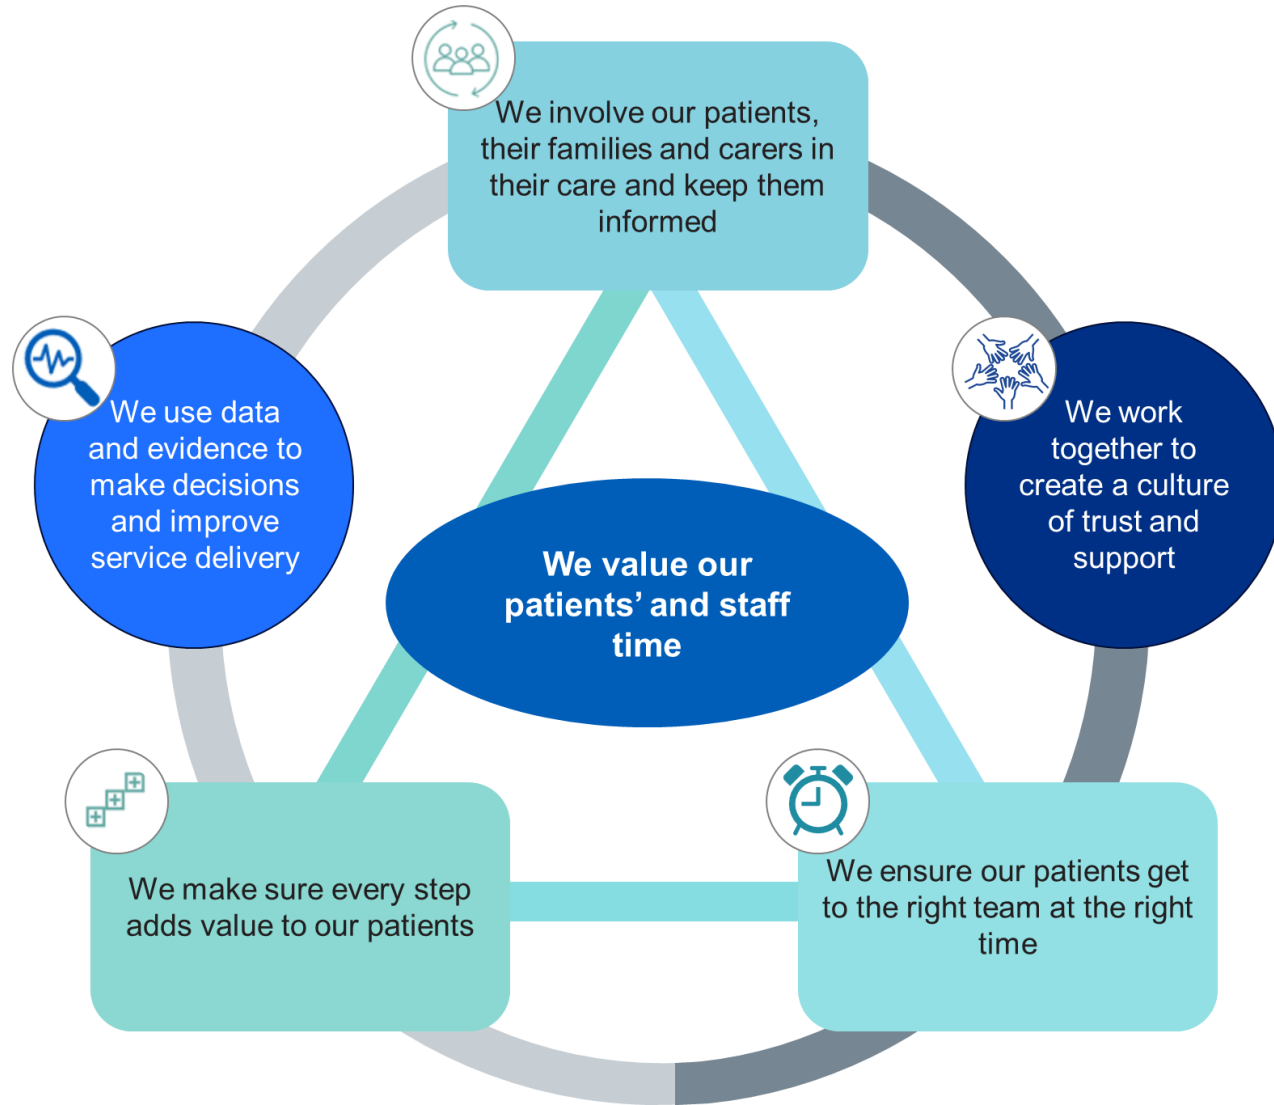 We involve our patients,
their families and carers in
their care and keep them
informed
We use data
and evidence to
make decisions
and improve
service delivery
We work
together to
create a culture
of trust and
support
We value our
patients’ and staff
time
We make sure every step
adds value to our patients
We ensure our patients get
to the right team at the right
time